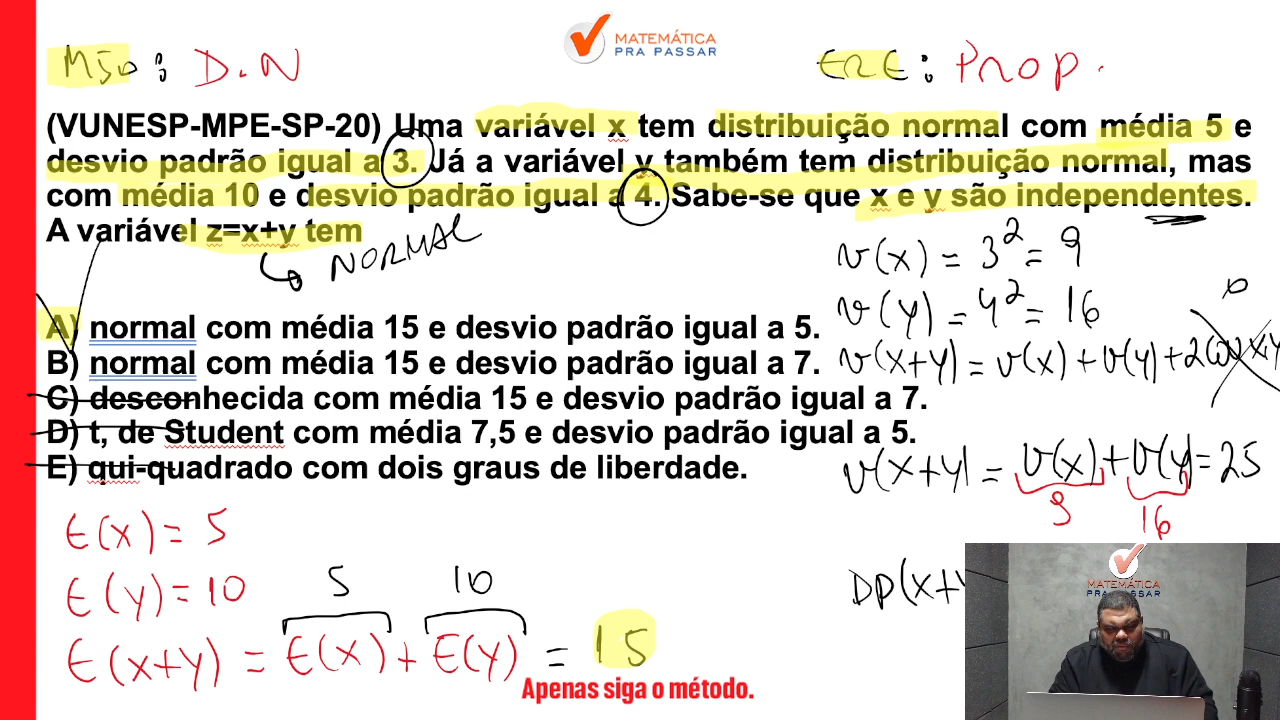 MATEMÁTICA
PRA PASSAR
M50: D.N
ERE: PROP.
(VUNESP-MPE-SP-20) Uma variável x tem distribuição normal com média 5 e
desvio padrão igual a 3. Já a variável y também tem distribuição normal, mas
com média 10 e desvio padrão igual a 4. Sabe-se que x e y são independentes.
A variável z=x+y tem
NORMAL
A) normal com média 15 e desvio padrão igual a 5.
B) normal com média 15 e desvio padrão igual a 7.
C) desconhecida com média 15 e desvio padrão igual a 7.
D) t, de Student com média 7,5 e desvio padrão igual a 5.
E) qui-quadrado com dois graus de liberdade.
V(x) = 3² = 9
V(y) = 4² = 16
0
V(x+y) = V(x) + V(y) + 2Cov x,y
V(x+y) = V(x) + V(y) = 25
9 16
E(x) = 5
E(y) = 10
5 10
E(x+y) = E(x) + E(y) = 15
DP(x+y
MATEMÁTICA
PRA PASSAR
Apenas siga o método.